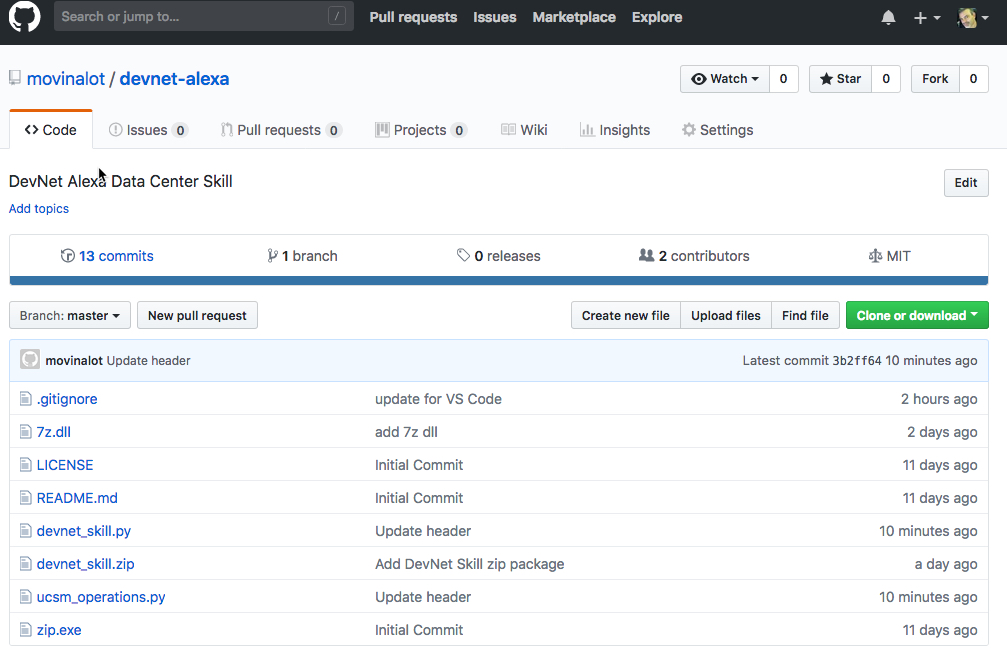 Search or jump to... / Pull requests Issues Marketplace Explore
movinalot / devnet-alexa Watch 0 Star 0 Fork 0
Code Issues 0 Pull requests 0 Projects 0 Wiki Insights Settings
DevNet Alexa Data Center Skill Edit
Add topics
13 commits 1 branch 0 releases 2 contributors MIT
Branch: master New pull request Create new file Upload files Find file Clone or download
movinalot Update header Latest commit 3b2ff64 10 minutes ago
.gitignore update for VS Code 2 hours ago
7z.dll add 7z dll 2 days ago
LICENSE Initial Commit 11 days ago
README.md Initial Commit 11 days ago
devnet_skill.py Update header 10 minutes ago
devnet_skill.zip Add DevNet Skill zip package a day ago
ucsm_operations.py Update header 10 minutes ago
zip.exe Initial Commit 11 days ago